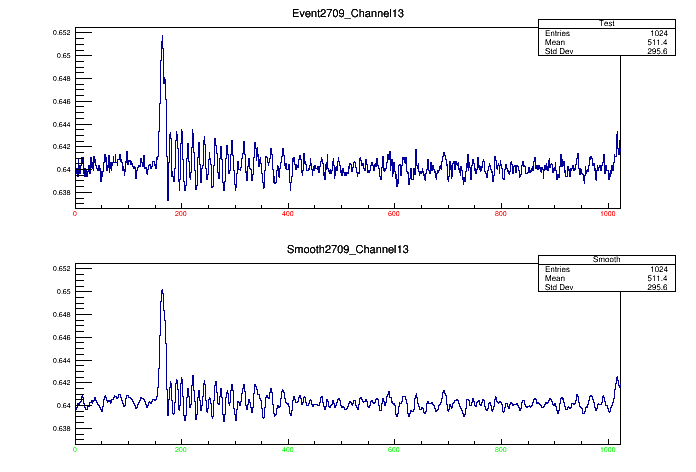 Event2709_Channel13
Test
Entries 1024
Mean 511.4
Std Dev 295.6
0.652
0.65
0.648
0.646
0.644
0.642
0.64
0.638
0 200 400 600 800 1000
Smooth2709_Channel13
Smooth
Entries 1024
Mean 511.4
Std Dev 295.6
0.652
0.65
0.648
0.646
0.644
0.642
0.64
0.638
0 200 400 600 800 1000